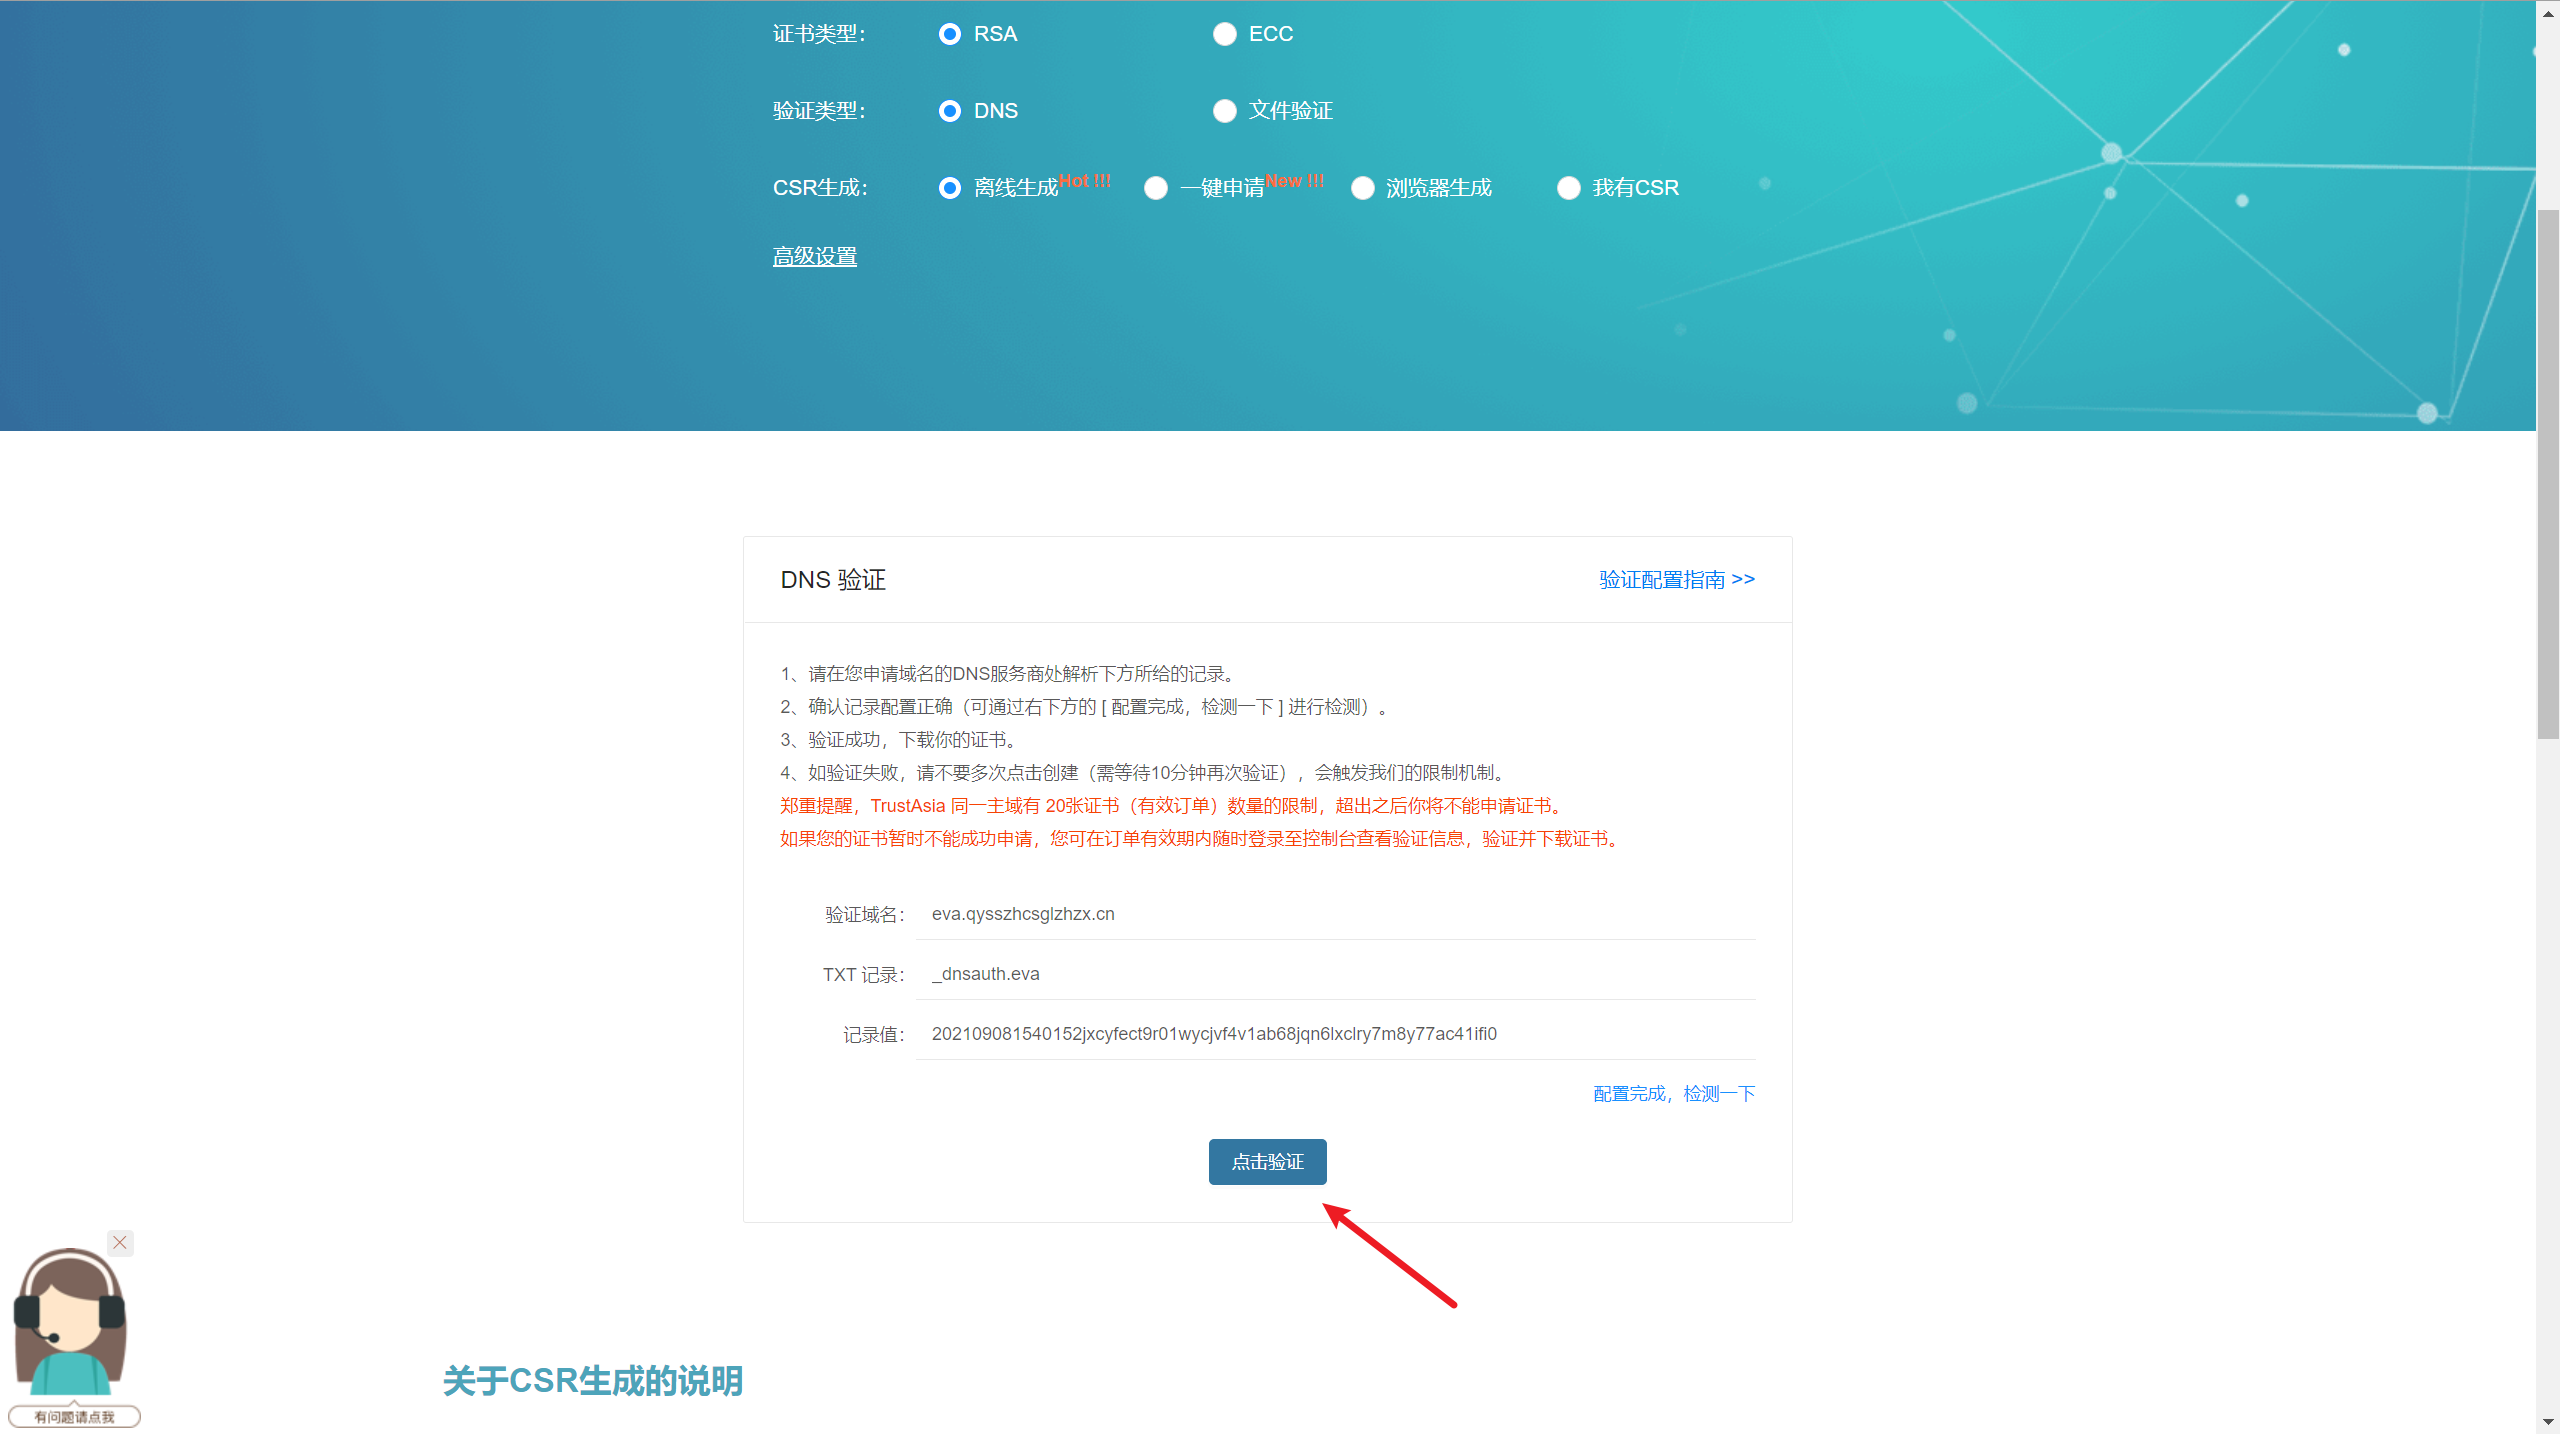 证书类型： RSA ECC
验证类型： DNS 文件验证
CSR生成： 离线生成Hot !!! 一键申请New !!! 浏览器生成 我有CSR
高级设置
DNS 验证 验证配置指南 >>
1、请在您申请域名的DNS服务商处解析下方所给的记录。
2、确认记录配置正确（可通过右下方的 [ 配置完成，检测一下 ] 进行检测）。
3、验证成功，下载你的证书。
4、如验证失败，请不要多次点击创建（需等待10分钟再次验证），会触发我们的限制机制。
郑重提醒，TrustAsia 同一主域有 20张证书（有效订单）数量的限制，超出之后你将不能申请证书。
如果您的证书暂时不能成功申请，您可在订单有效期内随时登录至控制台查看验证信息，验证并下载证书。
验证域名： eva.qysszhcsglzhzx.cn
TXT 记录： _dnsauth.eva
记录值： 202109081540152jxcyfect9r01wycjvf4v1ab68jqn6lxclry7m8y77ac41ifi0
配置完成，检测一下
点击验证
关于CSR生成的说明
有问题请点我